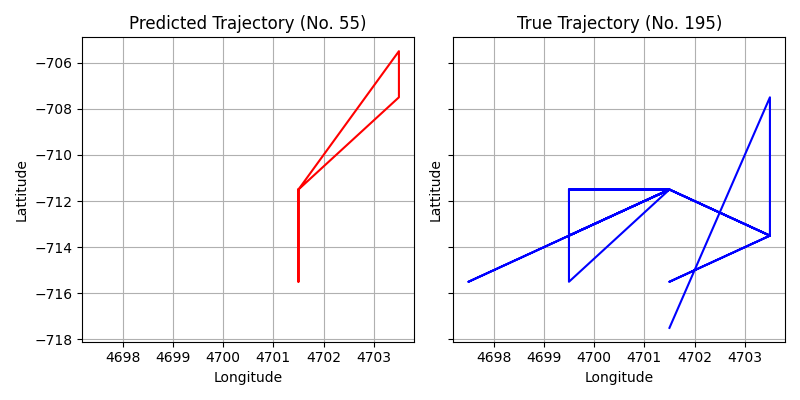 Predicted Trajectory (No. 55)
True Trajectory (No. 195)
Lattitude
−706
−708
−710
−712
−714
−716
−718
4698 4699 4700 4701 4702 4703
Longitude
Lattitude
4698 4699 4700 4701 4702 4703
Longitude